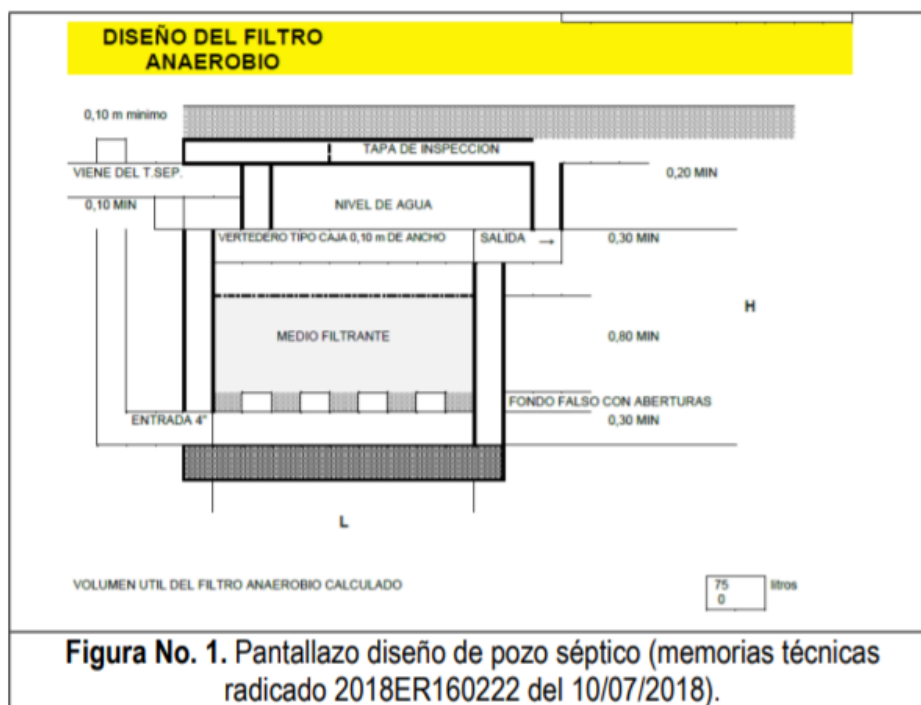 DISEÑO DEL FILTRO
ANAEROBIO
0,10 m minimo
TAPA DE INSPECCION
VIENE DEL T.SEP.
0,20 MIN
0,10 MIN
NIVEL DE AGUA
VERTEDERO TIPO CAJA 0,10 m DE ANCHO
SALIDA →
0,30 MIN
H
MEDIO FILTRANTE
0,80 MIN
FONDO FALSO CON ABERTURAS
ENTRADA 4"
0,30 MIN
L
VOLUMEN UTIL DEL FILTRO ANAEROBIO CALCULADO
75
0
litros
Figura No. 1. Pantallazo diseño de pozo séptico (memorias técnicas
radicado 2018ER160222 del 10/07/2018).